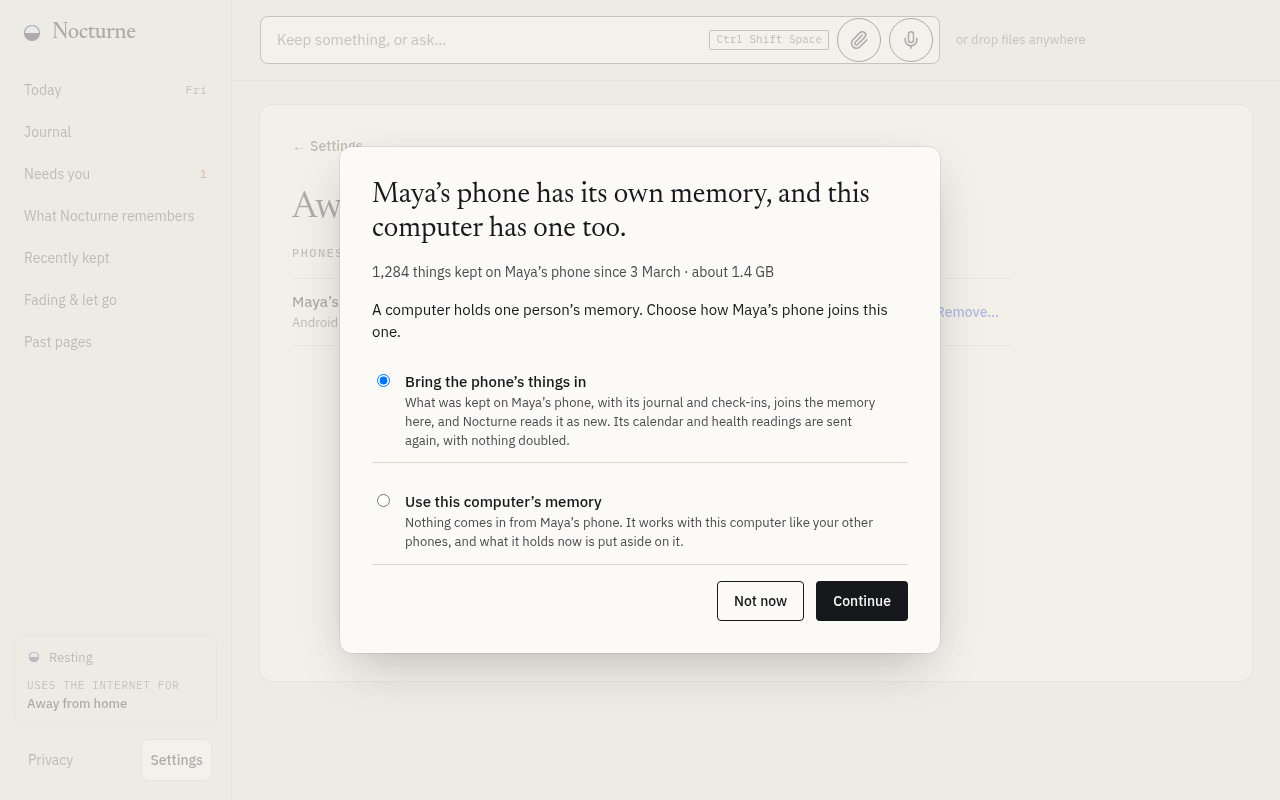 Nocturne
Keep something, or ask...
Ctrl Shift Space
or drop files anywhere
Today
Fri
Journal
Needs you
1
What Nocturne remembers
Recently kept
Fading & let go
Past pages
← Settings
Aw
PHONES
Maya’s
Android
Remove...
Maya’s phone has its own memory, and this
computer has one too.
1,284 things kept on Maya’s phone since 3 March · about 1.4 GB
A computer holds one person’s memory. Choose how Maya’s phone joins this
one.
Bring the phone’s things in
What was kept on Maya’s phone, with its journal and check-ins, joins the memory
here, and Nocturne reads it as new. Its calendar and health readings are sent
again, with nothing doubled.
Use this computer’s memory
Nothing comes in from Maya’s phone. It works with this computer like your other
phones, and what it holds now is put aside on it.
Not now
Continue
Resting
USES THE INTERNET FOR
Away from home
Privacy
Settings